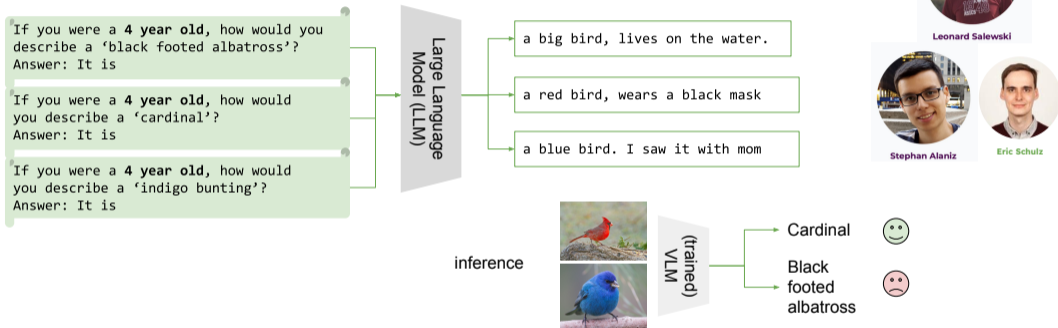 If you were a 4 year old, how would you
describe a ‘black footed albatross’?
Answer: It is
If you were a 4 year old, how would
you describe a ‘cardinal’?
Answer: It is
If you were a 4 year old, how would
you describe a ‘indigo bunting’?
Answer: It is
Large Language
Model (LLM)
a big bird, lives on the water.
a red bird, wears a black mask
a blue bird. I saw it with mom
Leonard Salewski
Stephan Alaniz
Eric Schulz
inference
(trained)
VLM
Cardinal
Black
footed
albatross